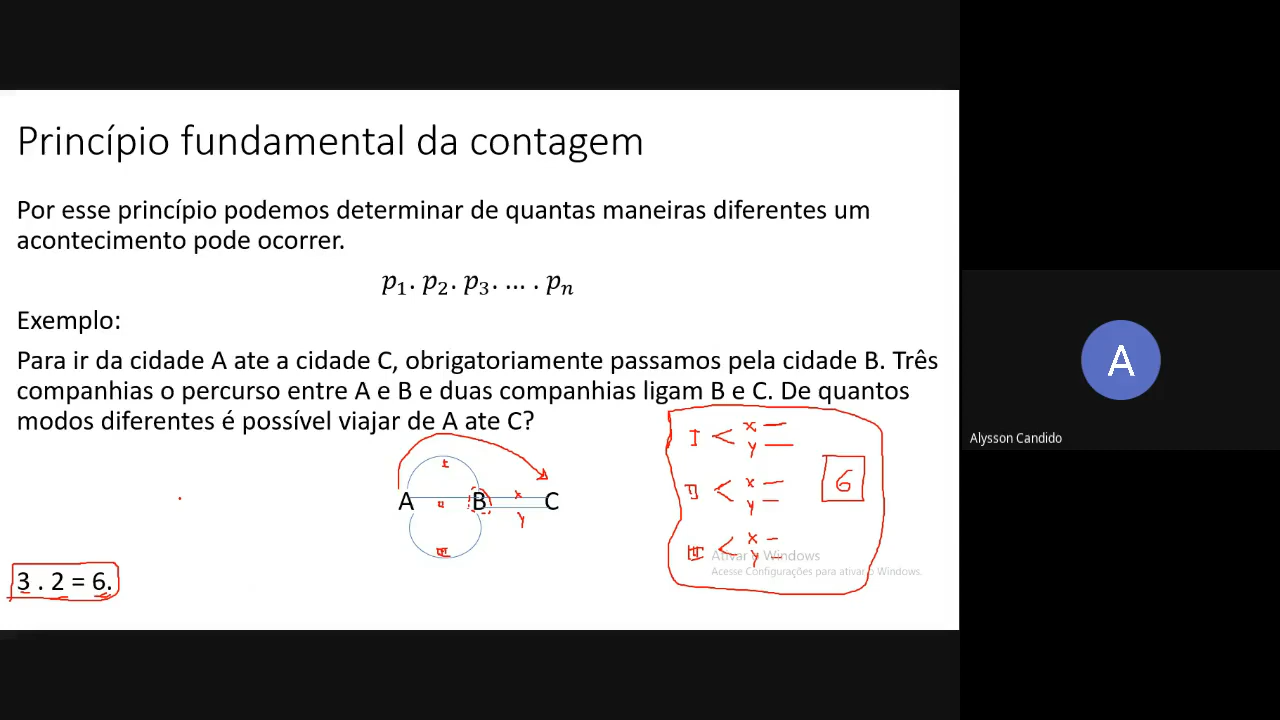 Princípio fundamental da contagem
Por esse princípio podemos determinar de quantas maneiras diferentes um
acontecimento pode ocorrer.
p₁. p₂. p₃. … . pₙ
Exemplo:
Para ir da cidade A ate a cidade C, obrigatoriamente passamos pela cidade B. Três
companhias o percurso entre A e B e duas companhias ligam B e C. De quantos
modos diferentes é possível viajar de A ate C?
I
A II B x C
y
III
I < x
y
II < x
y
III < x
y
6
3 . 2 = 6.
Ativar o Windows
Acesse Configurações para ativar o Windows.
A
Alysson Candido